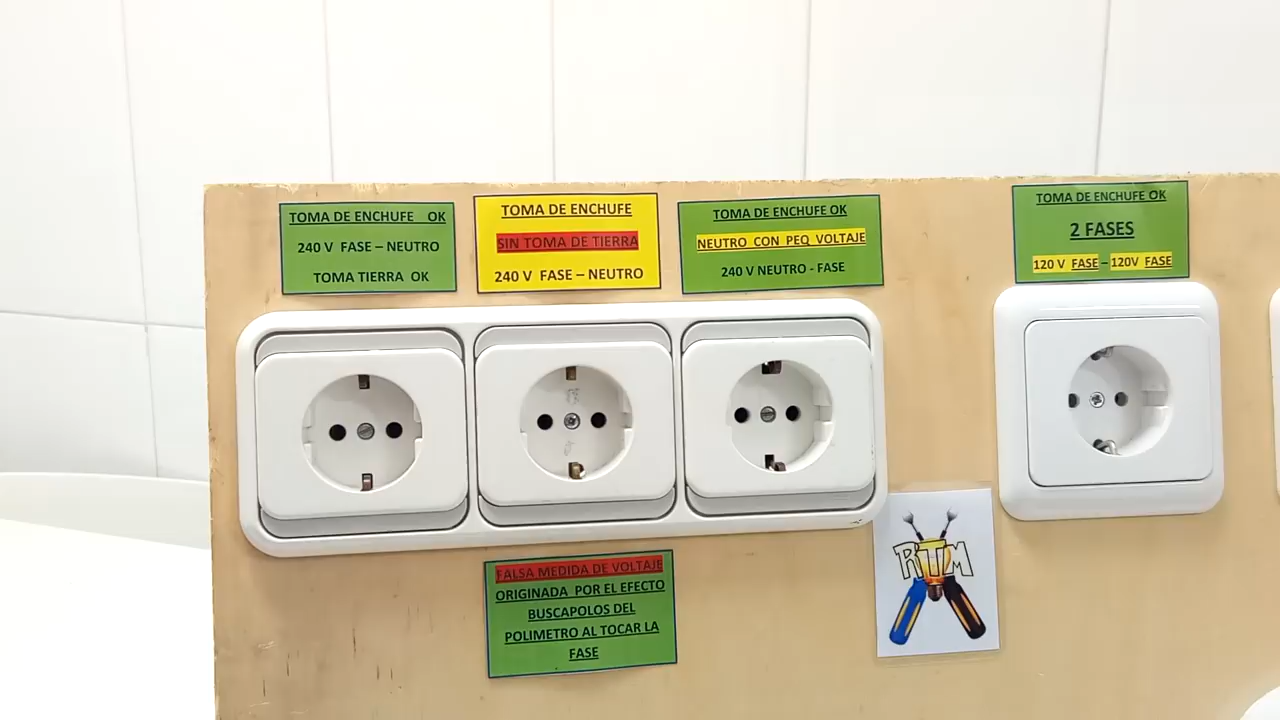 TOMA DE ENCHUFE OK
240 V FASE – NEUTRO
TOMA TIERRA OK
TOMA DE ENCHUFE
SIN TOMA DE TIERRA
240 V FASE – NEUTRO
TOMA DE ENCHUFE OK
NEUTRO CON PEQ VOLTAJE
240 V NEUTRO - FASE
TOMA DE ENCHUFE OK
2 FASES
120 V FASE – 120V FASE
FALSA MEDIDA DE VOLTAJE
ORIGINADA POR EL EFECTO
BUSCAPOLOS DEL
POLIMETRO AL TOCAR LA
FASE
RTM